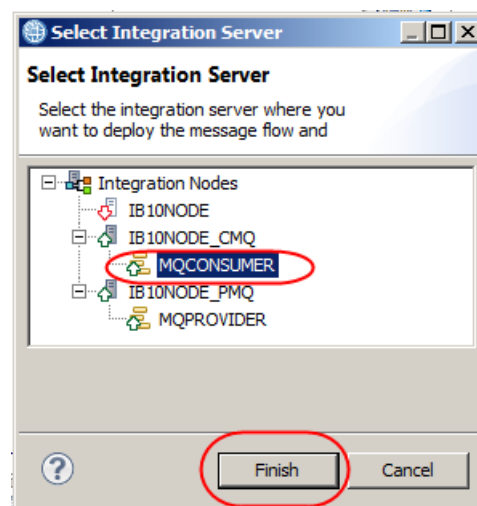 Select Integration Server
Select Integration Server
Select the integration server where you
want to deploy the message flow and
Integration Nodes
IB10NODE
IB10NODE_CMQ
MQCONSUMER
IB10NODE_PMQ
MQPROVIDER
?
Finish
Cancel